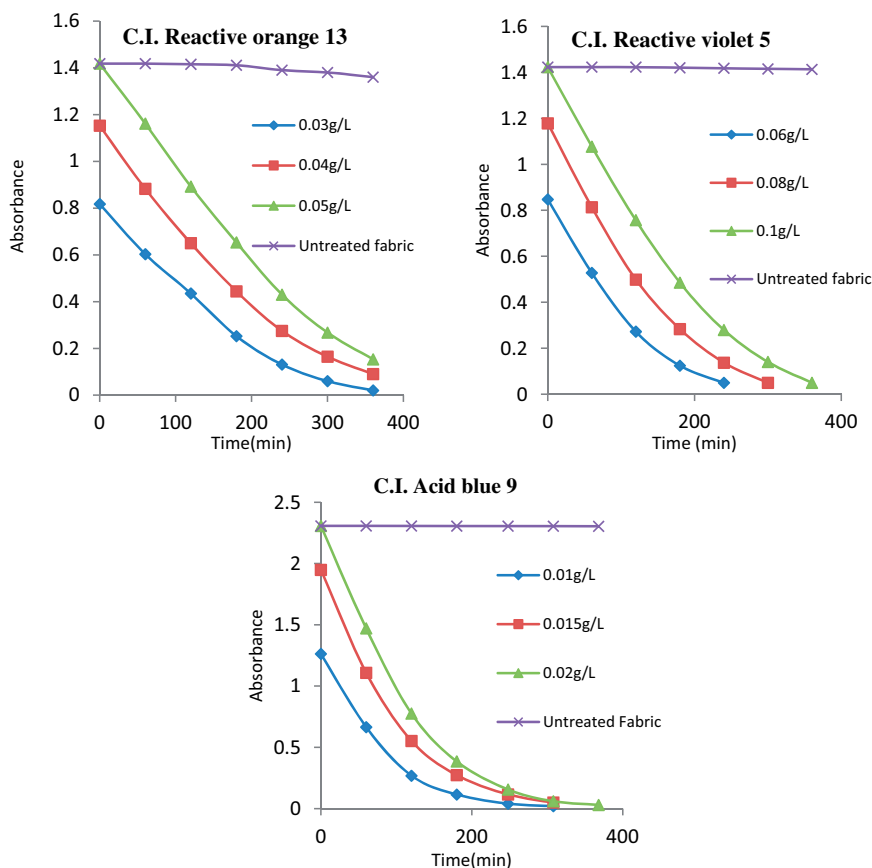 C.I. Reactive orange 13
1.6
1.4
1.2
1
0.8
0.6
0.4
0.2
0
Absorbance
0 100 200 300 400
Time(min)
0.03g/L
0.04g/L
0.05g/L
Untreated fabric
C.I. Reactive violet 5
1.6
1.4
1.2
1
0.8
0.6
0.4
0.2
0
Absorbance
0 200 400
Time (min)
0.06g/L
0.08g/L
0.1g/L
Untreated fabric
C.I. Acid blue 9
2.5
2
1.5
1
0.5
0
Absorbance
0 200 400
Time(min)
0.01g/L
0.015g/L
0.02g/L
Untreated Fabric